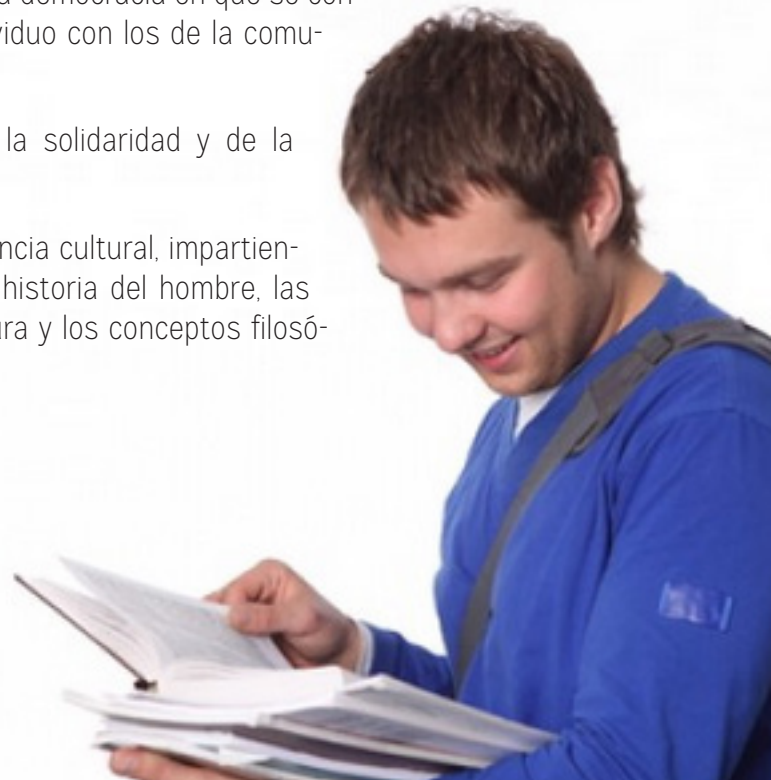 democracia en que se con
viduo con los de la comu-
la solidaridad y de la
ncia cultural, impartien-
historia del hombre, las
ura y los conceptos filosó-